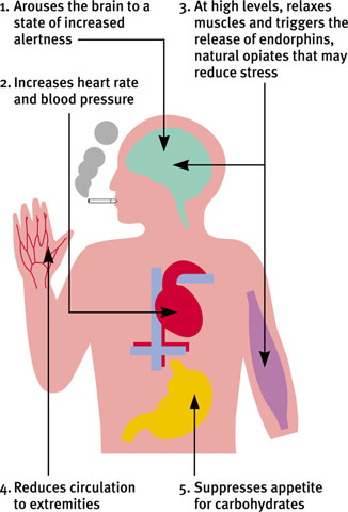 1. Arouses the brain to a
state of increased
alertness
2. Increases heart rate
and blood pressure
3. At high levels, relaxes
muscles and triggers the
release of endorphins,
natural opiates that may
reduce stress
4. Reduces circulation
to extremities
5. Suppresses appetite
for carbohydrates